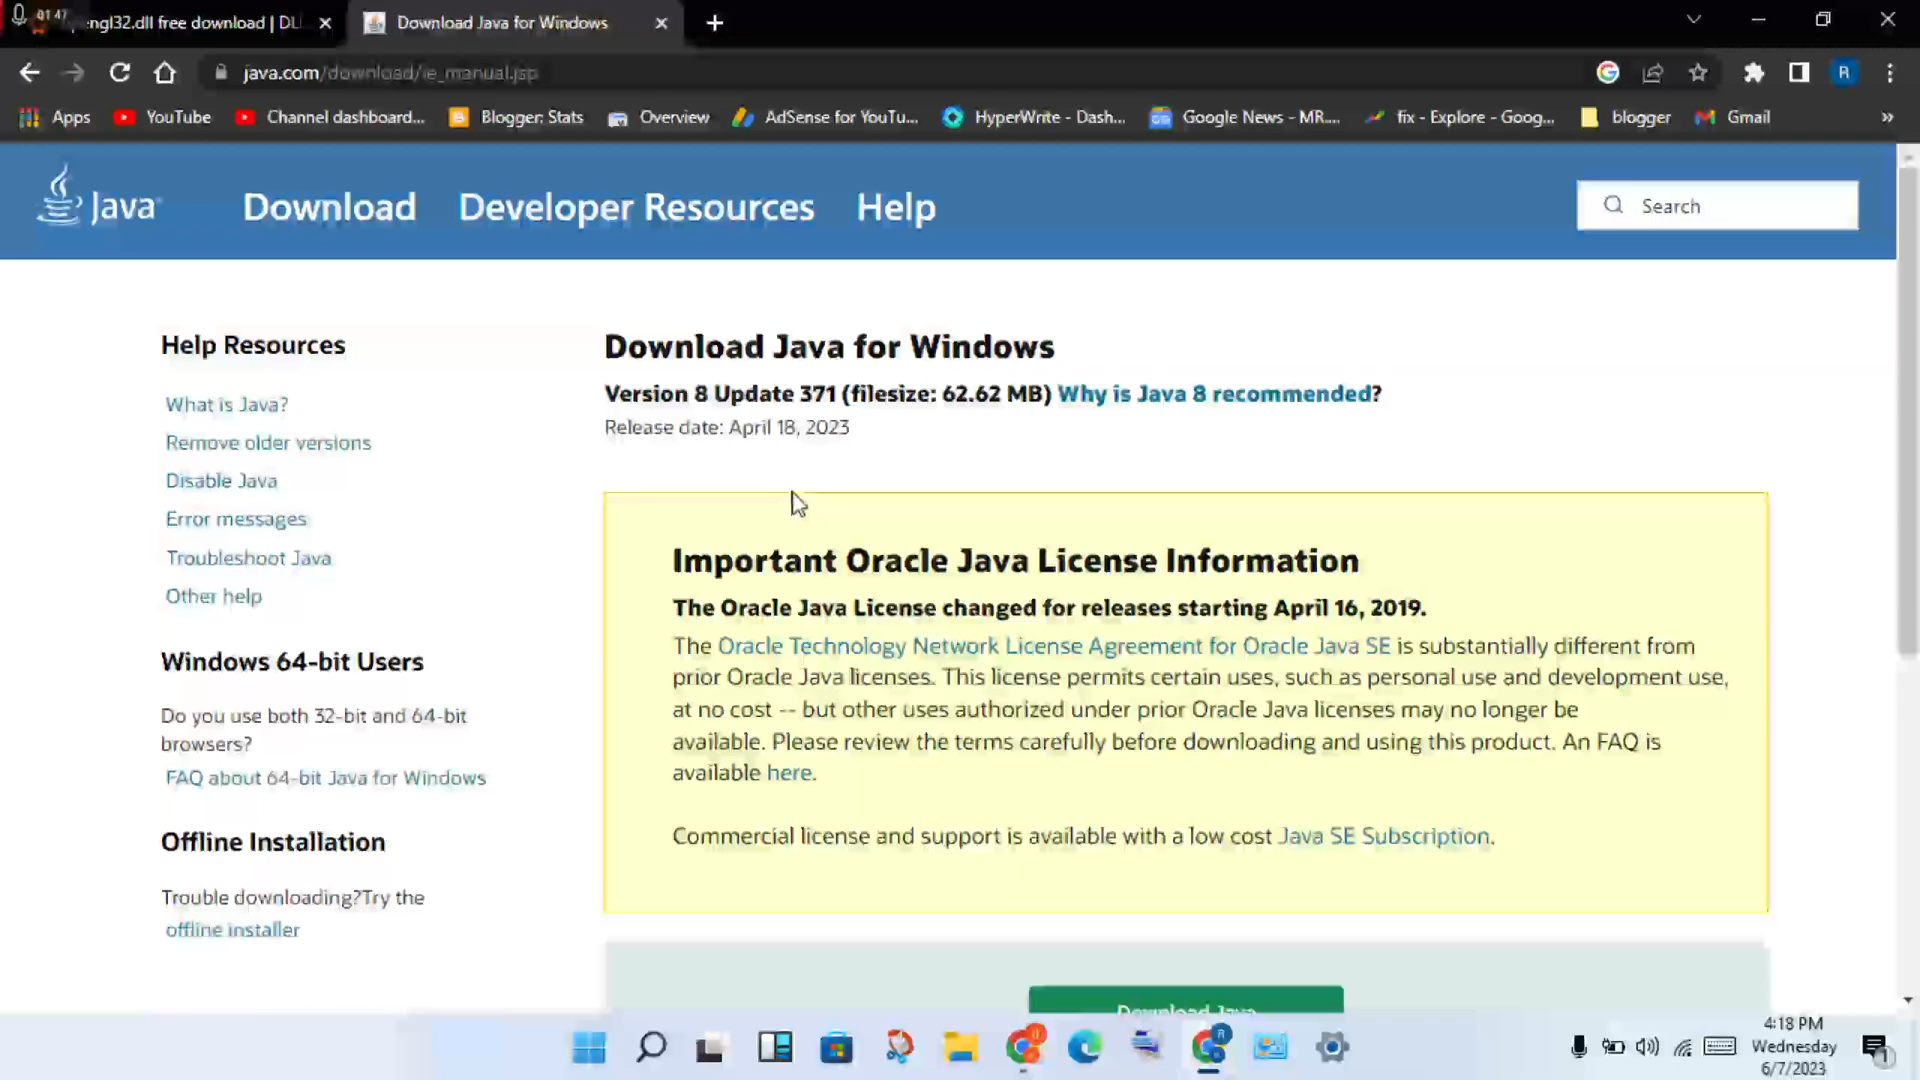 01:47
ngl32.dll free download | DL
Download Java for Windows
java.com/download/ie_manual.jsp
R
Apps
YouTube
Channel dashboard...
Blogger: Stats
Overview
AdSense for YouTu...
HyperWrite - Dash...
Google News - MR....
fix - Explore - Goog...
blogger
Gmail
»
Java
Download
Developer Resources
Help
Search
Help Resources
What is Java?
Remove older versions
Disable Java
Error messages
Troubleshoot Java
Other help
Windows 64-bit Users
Do you use both 32-bit and 64-bit
browsers?
FAQ about 64-bit Java for Windows
Offline Installation
Trouble downloading?Try the
offline installer
Download Java for Windows
Version 8 Update 371 (filesize: 62.62 MB) Why is Java 8 recommended?
Release date: April 18, 2023
Important Oracle Java License Information
The Oracle Java License changed for releases starting April 16, 2019.
The Oracle Technology Network License Agreement for Oracle Java SE is substantially different from
prior Oracle Java licenses. This license permits certain uses, such as personal use and development use,
at no cost -- but other uses authorized under prior Oracle Java licenses may no longer be
available. Please review the terms carefully before downloading and using this product. An FAQ is
available here.
Commercial license and support is available with a low cost Java SE Subscription.
Download Java
4:18 PM
Wednesday
6/7/2023
1